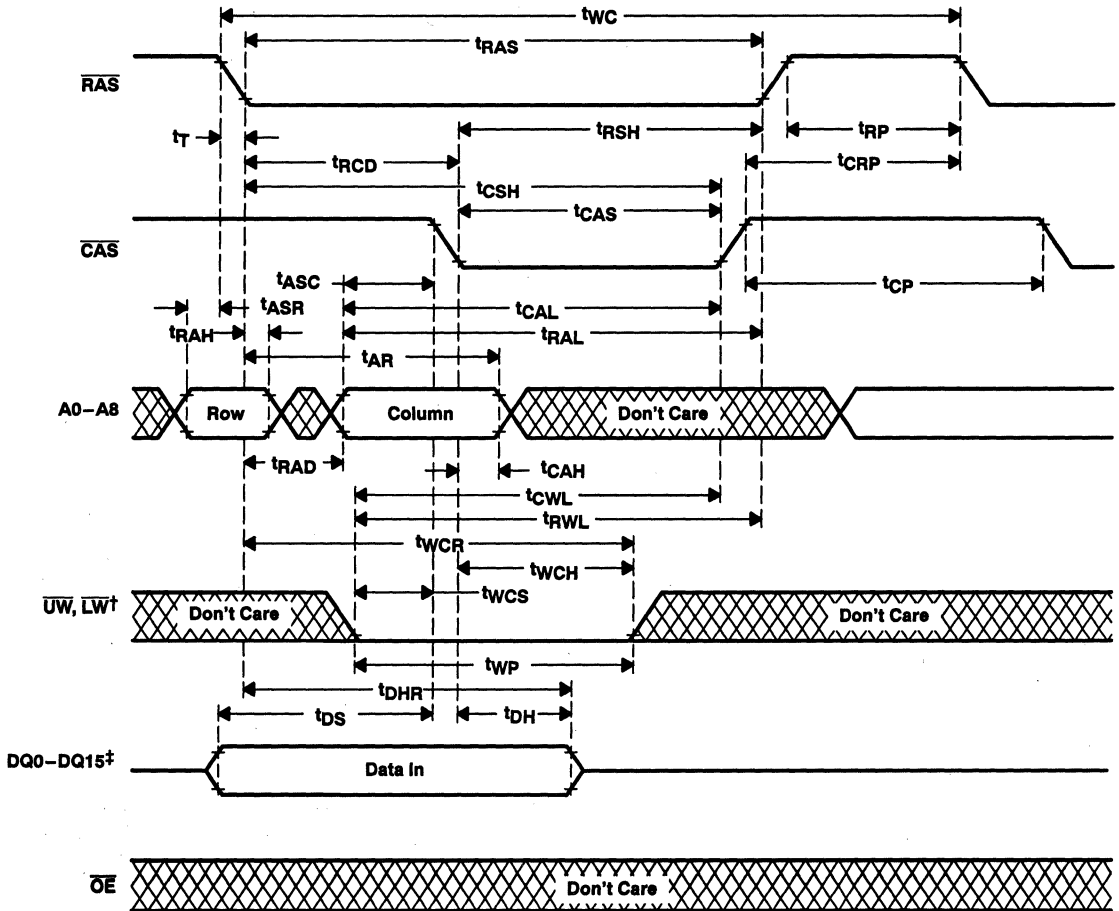 tWC
tRAS
RAS
tT
tRSH
tRP
tRCD
tCRP
tCSH
tCAS
CAS
tASC
tCP
tASR
tCAL
tRAH
tRAL
tAR
A0–A8
Row
Column
Don't Care
tRAD
tCAH
tCWL
tRWL
tWCR
tWCH
UW, LW†
Don't Care
tWCS
Don't Care
tWP
tDHR
tDS
tDH
DQ0–DQ15‡
Data In
OE
Don't Care